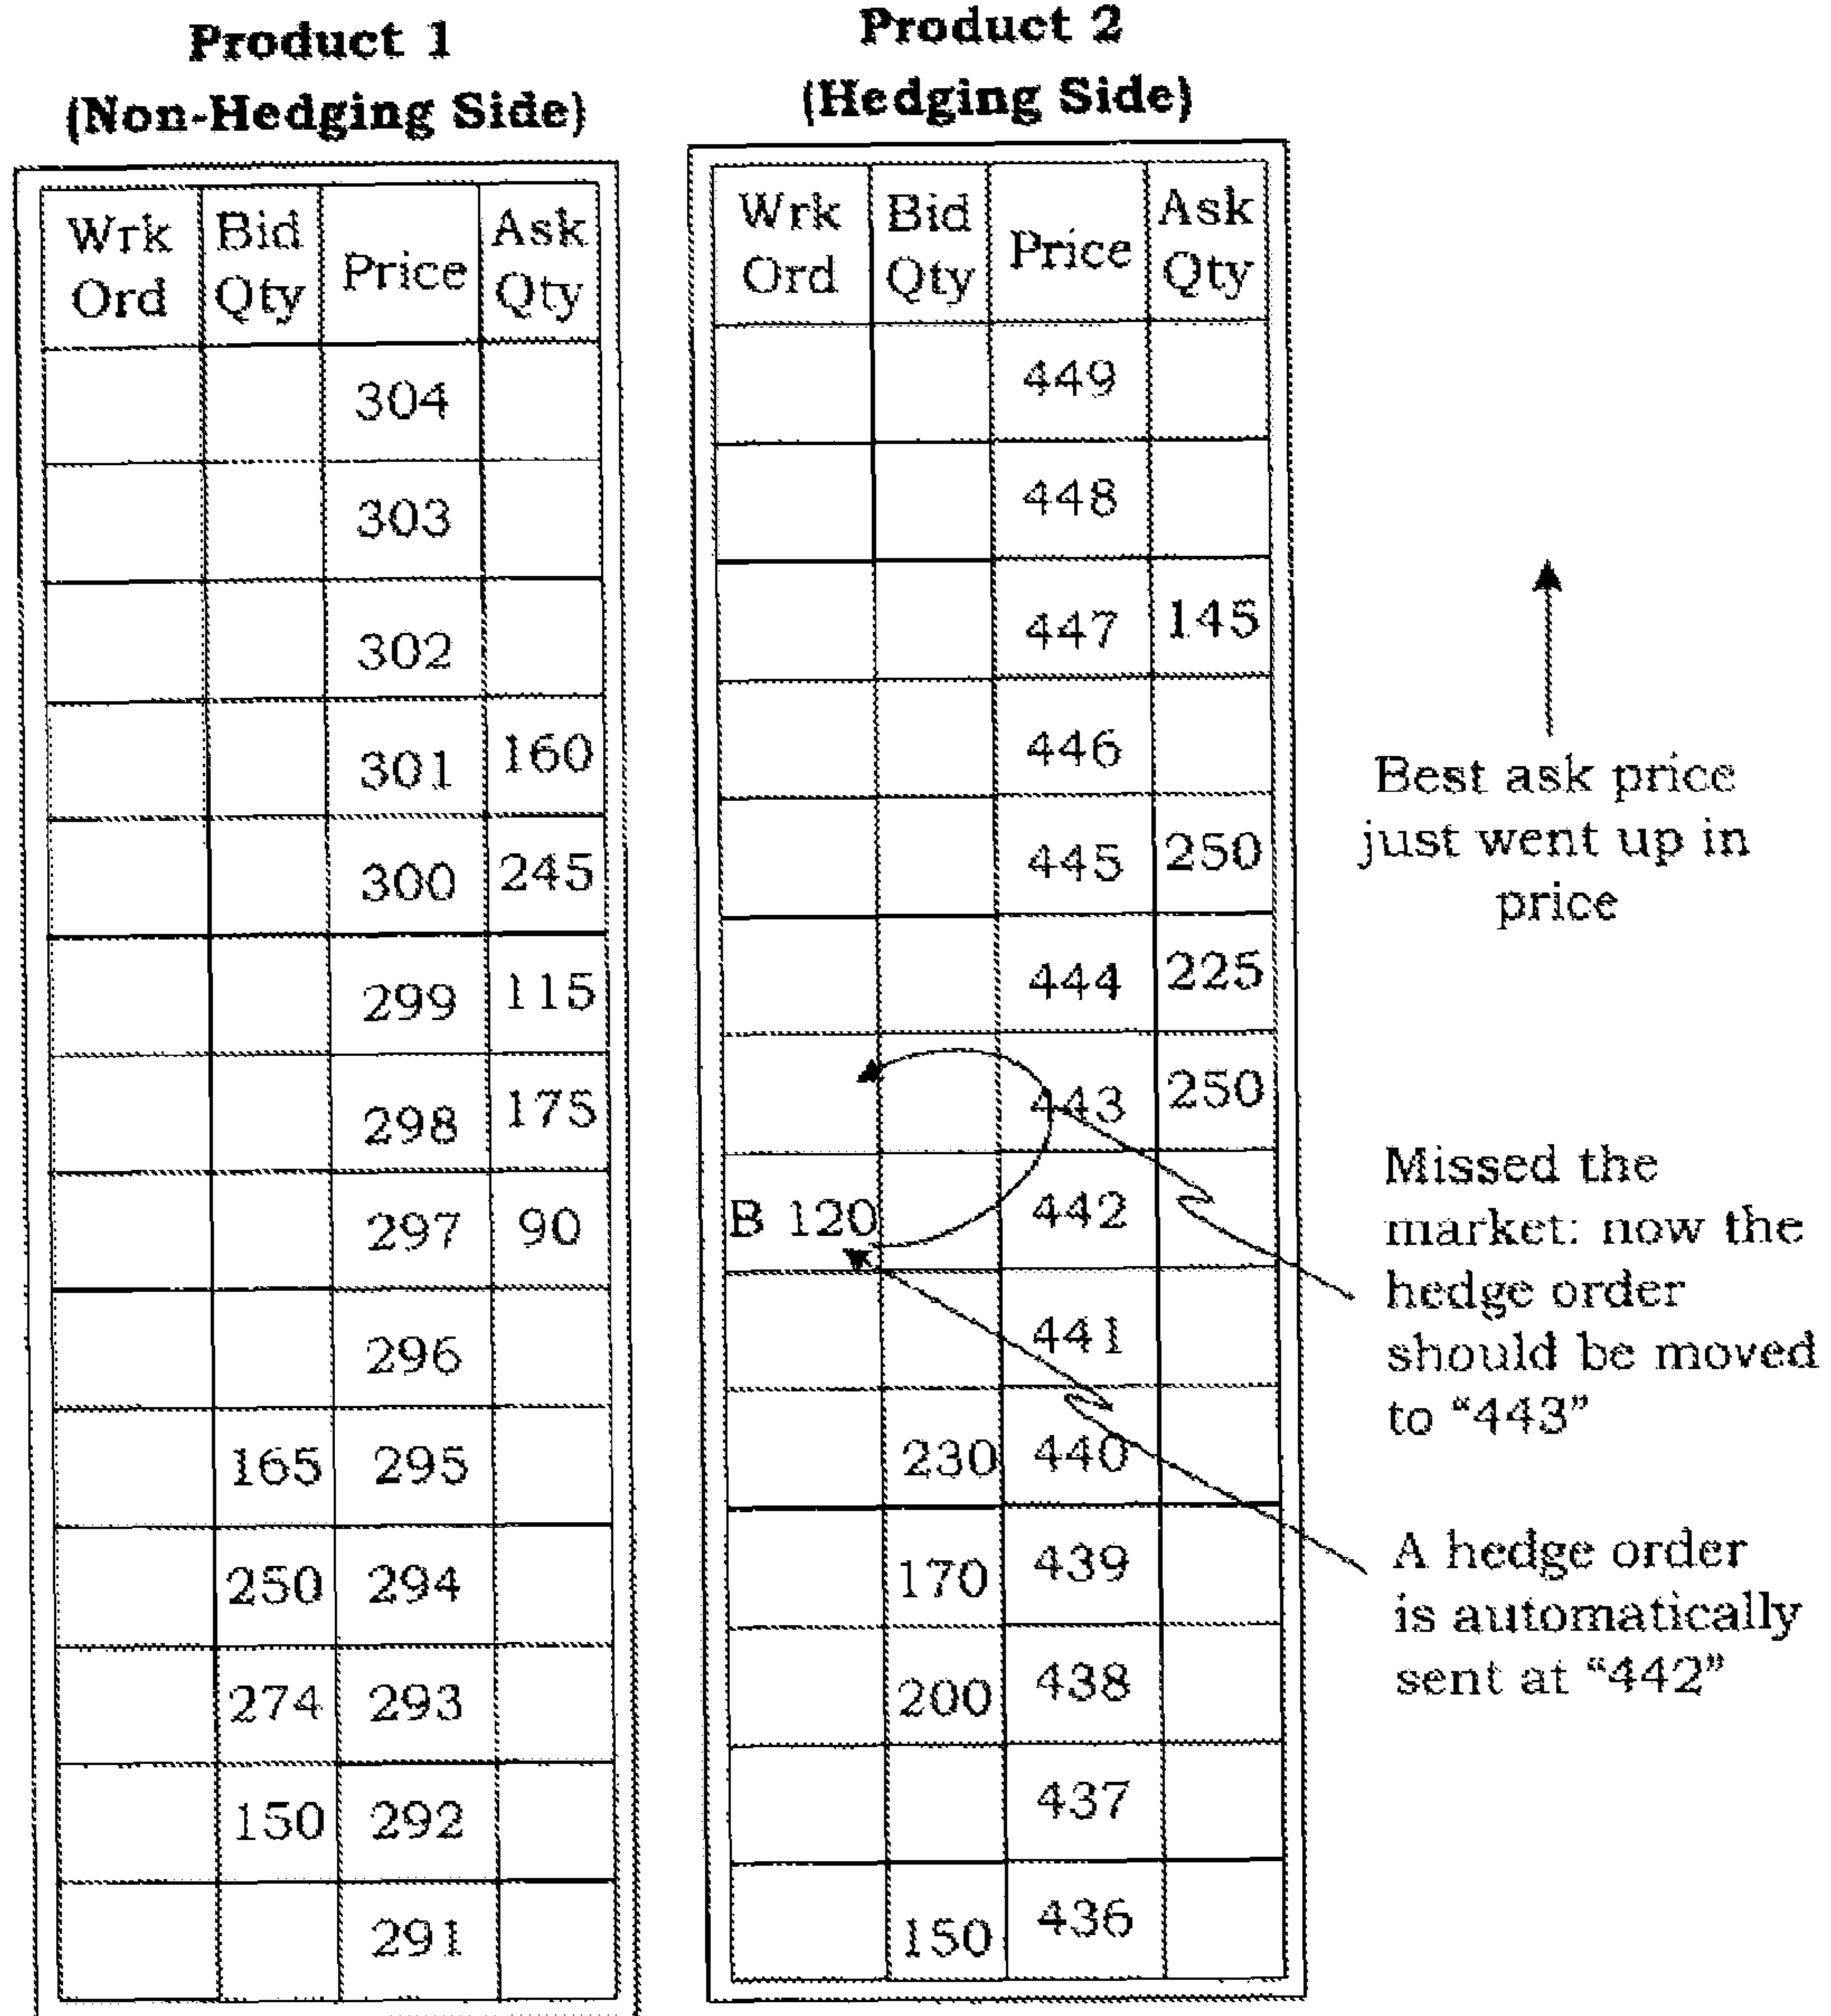 Product 1
(Non-Hedging Side)
Wrk Ord Bid Qty Price Ask Qty
304
303
302
301 160
300 245
299 115
298 175
297 90
296
165 295
250 294
274 293
150 292
291
Product 2
(Hedging Side)
Wrk Ord Bid Qty Price Ask Qty
449
448
447 145
446
445 250
444 225
443 250
B 120 442
441
230 440
170 439
200 438
437
150 436
Best ask price
just went up in
price
Missed the
market: now the
hedge order
should be moved
to “443”
A hedge order
is automatically
sent at “442”